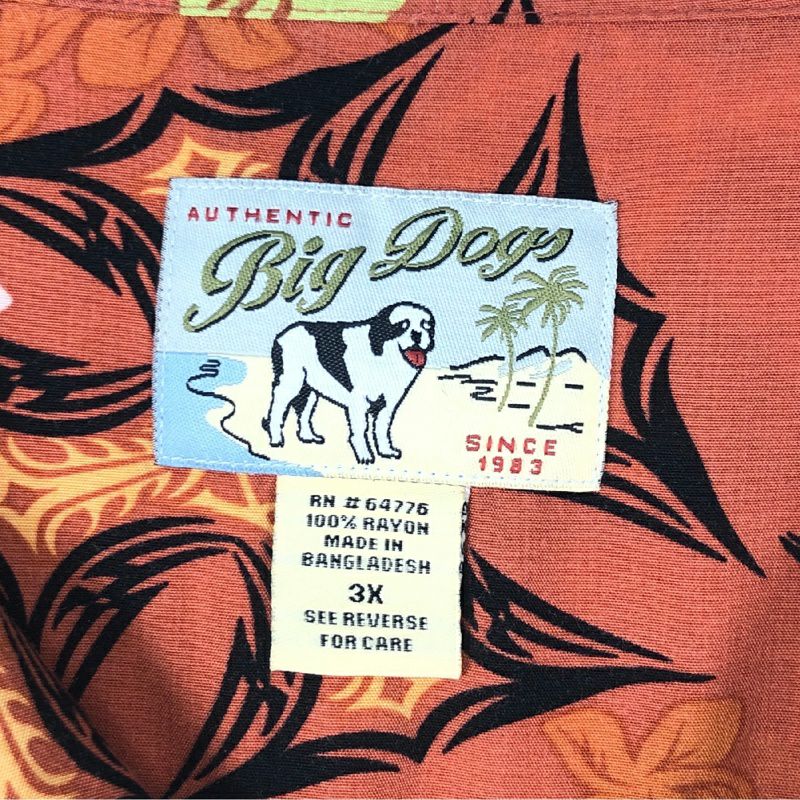 AUTHENTIC
Big Dogs
SINCE
1983
RN # 64776
100% RAYON
MADE IN
BANGLADESH
3X
SEE REVERSE
FOR CARE